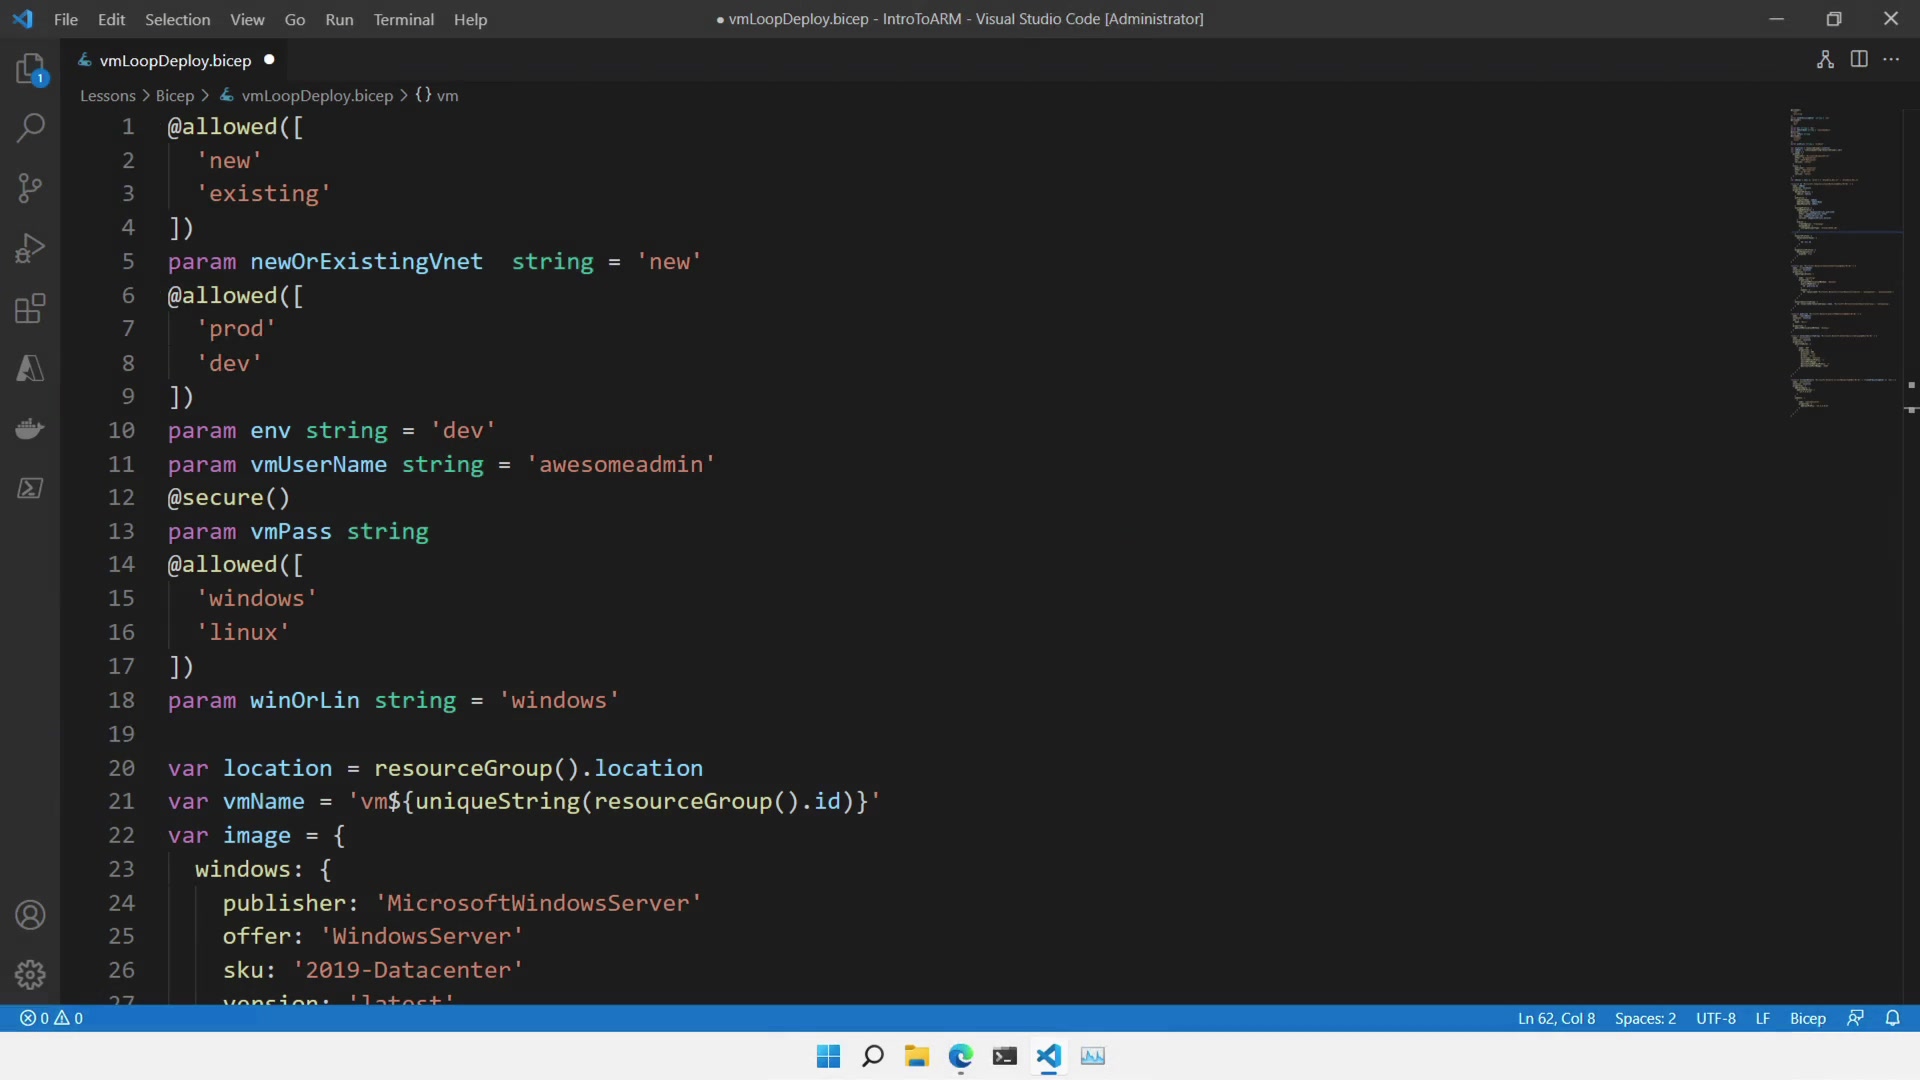 File Edit Selection View Go Run Terminal Help
● vmLoopDeploy.bicep - IntroToARM - Visual Studio Code [Administrator]
vmLoopDeploy.bicep
Lessons > Bicep > vmLoopDeploy.bicep > {} vm
1 @allowed([
2 'new'
3 'existing'
4 ])
5 param newOrExistingVnet  string = 'new'
6 @allowed([
7 'prod'
8 'dev'
9 ])
10 param env string = 'dev'
11 param vmUserName string = 'awesomeadmin'
12 @secure()
13 param vmPass string
14 @allowed([
15 'windows'
16 'linux'
17 ])
18 param winOrLin string = 'windows'
19
20 var location = resourceGroup().location
21 var vmName = 'vm${uniqueString(resourceGroup().id)}'
22 var image = {
23 windows: {
24 publisher: 'MicrosoftWindowsServer'
25 offer: 'WindowsServer'
26 sku: '2019-Datacenter'
27 version: 'latest'
1
0 0
Ln 62, Col 8 Spaces: 2 UTF-8 LF Bicep